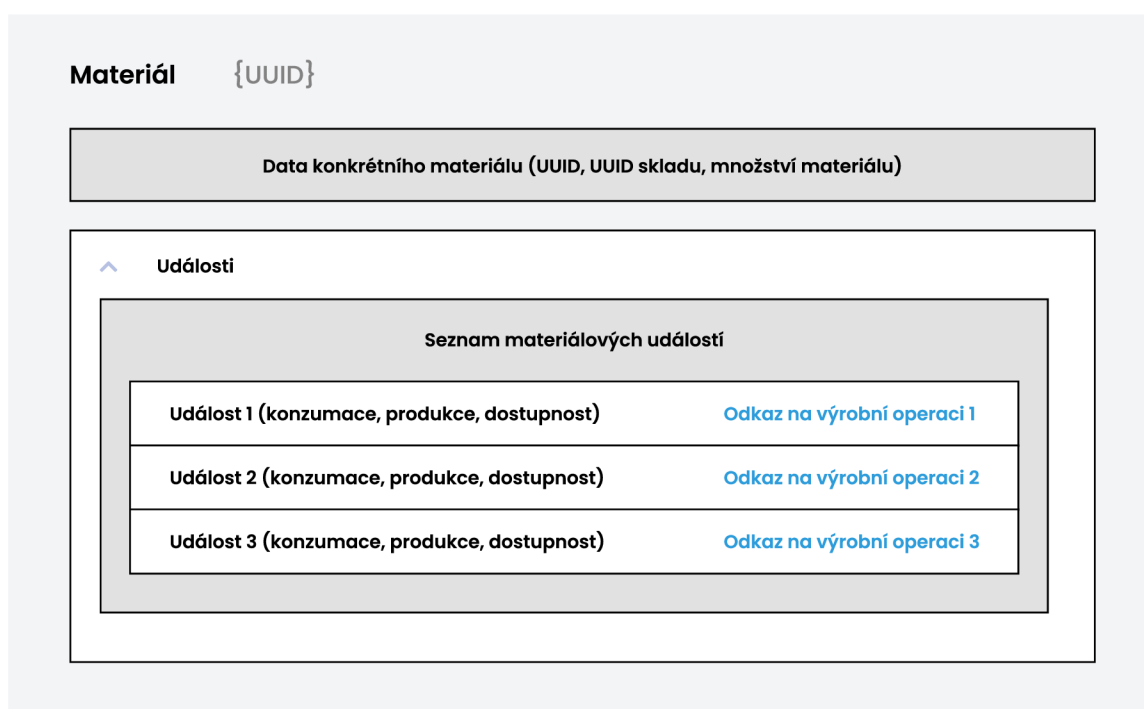 Materiál {UUID}
Data konkrétního materiálu (UUID, UUID skladu, množství materiálu)
Události
Seznam materiálových událostí
Událost 1 (konzumace, produkce, dostupnost) Odkaz na výrobní operaci 1
Událost 2 (konzumace, produkce, dostupnost) Odkaz na výrobní operaci 2
Událost 3 (konzumace, produkce, dostupnost) Odkaz na výrobní operaci 3